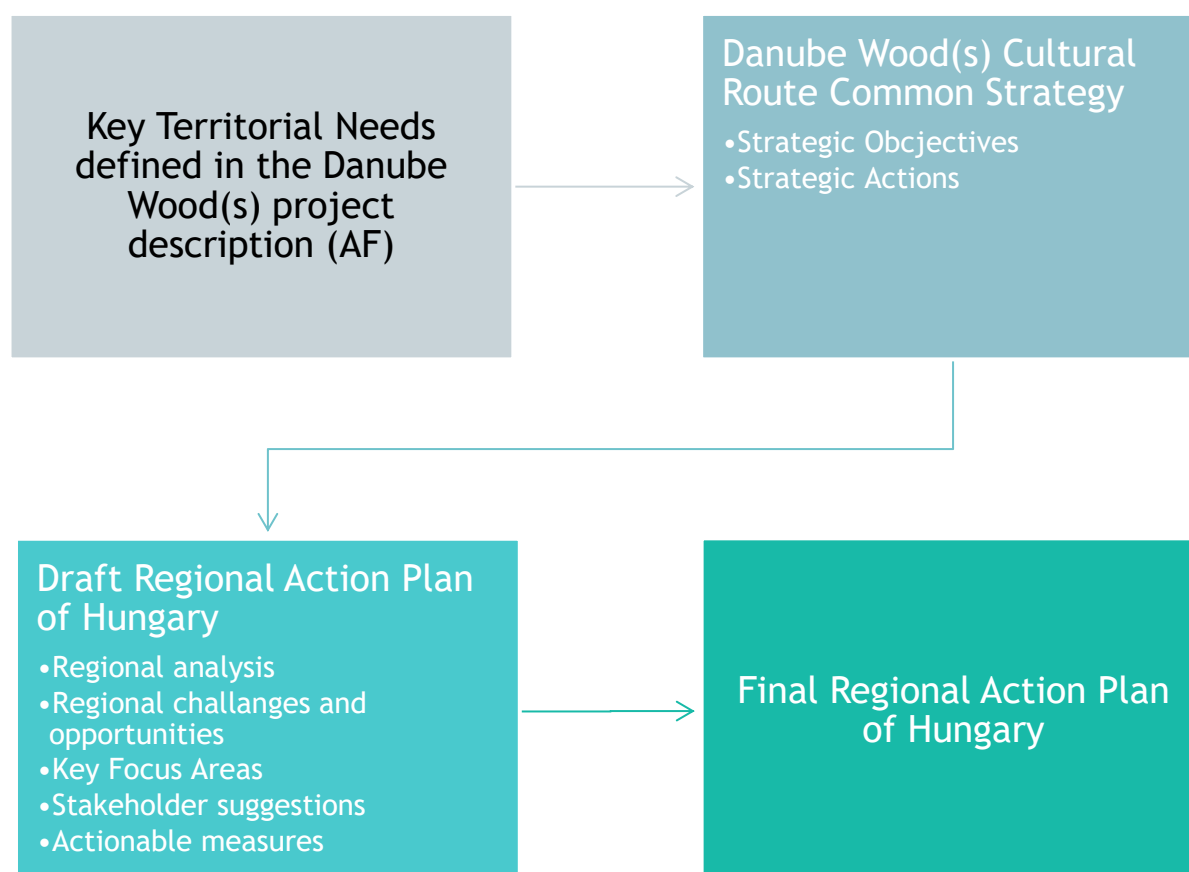 Key Territorial Needs
defined in the Danube
Wood(s) project
description (AF)
Danube Wood(s) Cultural
Route Common Strategy
•Strategic Obcjectives
•Strategic Actions
Draft Regional Action Plan
of Hungary
•Regional analysis
•Regional challanges and
opportunities
•Key Focus Areas
•Stakeholder suggestions
•Actionable measures
Final Regional Action Plan
of Hungary